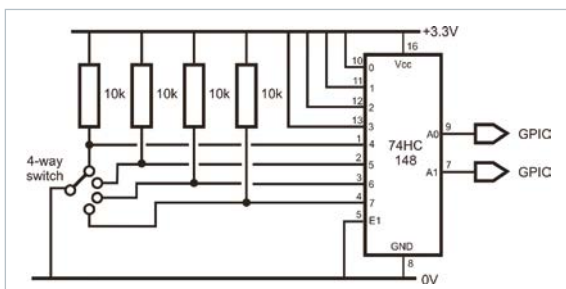 +3.3V
16
Vcc
10 0
11 1
12 2
13 3
1 4
2 5
3 6
4 7
5 E1
10k
10k
10k
10k
74HC
148
A0 9 GPIC
A1 7 GPIC
4-way
switch
GND
8
0V